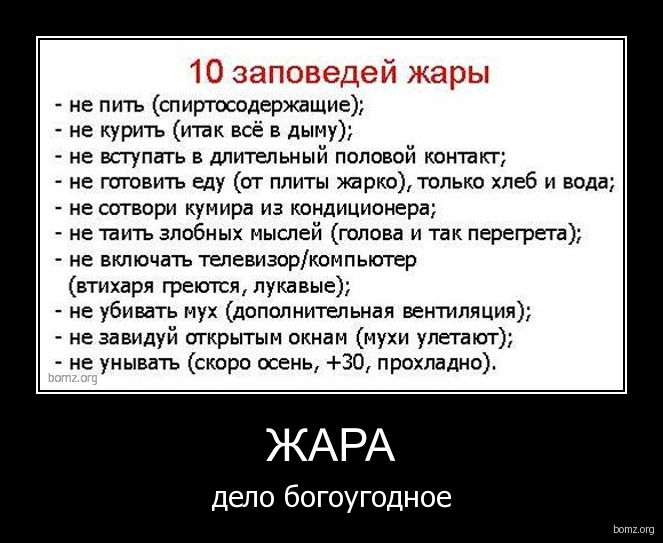 10 заповедей жары
- не пить (спиртосодержащие);
- не курить (итак всё в дыму);
- не вступать в длительный половой контакт;
- не готовить еду (от плиты жарко), только хлеб и вода;
- не сотвори кумира из кондиционера;
- не таить злобных мыслей (голова и так перегрета);
- не включать телевизор/компьютер
(втихаря греются, лукавые);
- не убивать мух (дополнительная вентиляция);
- не завидуй открытым окнам (мухи улетают);
- не унывать (скоро осень, +30, прохладно).
bomz.org
ЖАРА
дело богоугодное
bomz.org